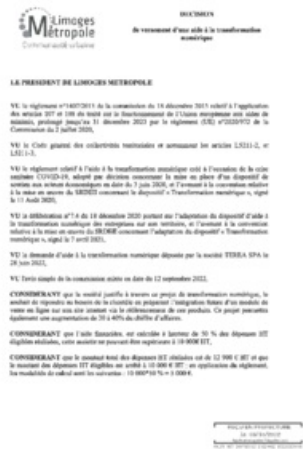 Limoges
Métropole
Communauté urbaine
DECISION
de versement d'une aide à la transformation
numérique
LE PRESIDENT DE LIMOGES METROPOLE
VU le règlement n°1407/2013 de la commission du 18 décembre 2013 relatif à l'application
des articles 107 et 108 du traité sur le fonctionnement de l'Union européenne aux aides de
minimis, prolongé jusqu'au 31 décembre 2023 par le règlement (UE) n°2020/972 de la
Commission du 2 juillet 2020,
VU le Code général des collectivités territoriales et notamment les articles L5211-2, et
VU le règlement relatif à l'aide à la transformation numérique créé à l'occasion de la crise
sanitaire COVID-19, adopté par décision concernant la mise en place d'un dispositif de
soutien aux acteurs économiques en date du 3 juin 2020, et l'avenant à la convention relative
à la mise en œuvre du SRDEII concernant le dispositif « Transformation numérique », signé
le 11 Août 2020,
VU la délibération n°7.4 du 18 décembre 2020 portant sur l'adaptation du dispositif d'aide à
la transformation numérique des entreprises sur son territoire, et l'avenant à la convention
relative à la mise en œuvre du SRDEII concernant l'adaptation du dispositif « Transformation
numérique », signé le 7 avril 2021,
VU la demande d'aide à la transformation numérique déposée par la société TERRA SPA le
28 juin 2022,
VU l'avis simple de la commission mixte en date du 12 septembre 2022,
CONSIDERANT que la société justifie à travers ce projet de transformation numérique, le
souhait de répondre au besoin de la clientèle en préparant l'intégration future d'un module de
vente en ligne sur son site internet via le référencement de ces produits. Ce projet permettra
également une augmentation de 30 à 40% du chiffre d'affaires.
CONSIDERANT que l'aide financière, est calculée à hauteur de 50 % des dépenses HT
éligibles réalisées, cette assiette ne pouvant être supérieure à 10 000€ HT,
CONSIDERANT que le montant total des dépenses HT réalisées est de 12 900 € HT et que
le montant des dépenses HT éligibles est arrêté à 10 000 € HT : en application du règlement,
les modalités de calcul sont les suivantes : 10 000*50 % = 5 000 €.